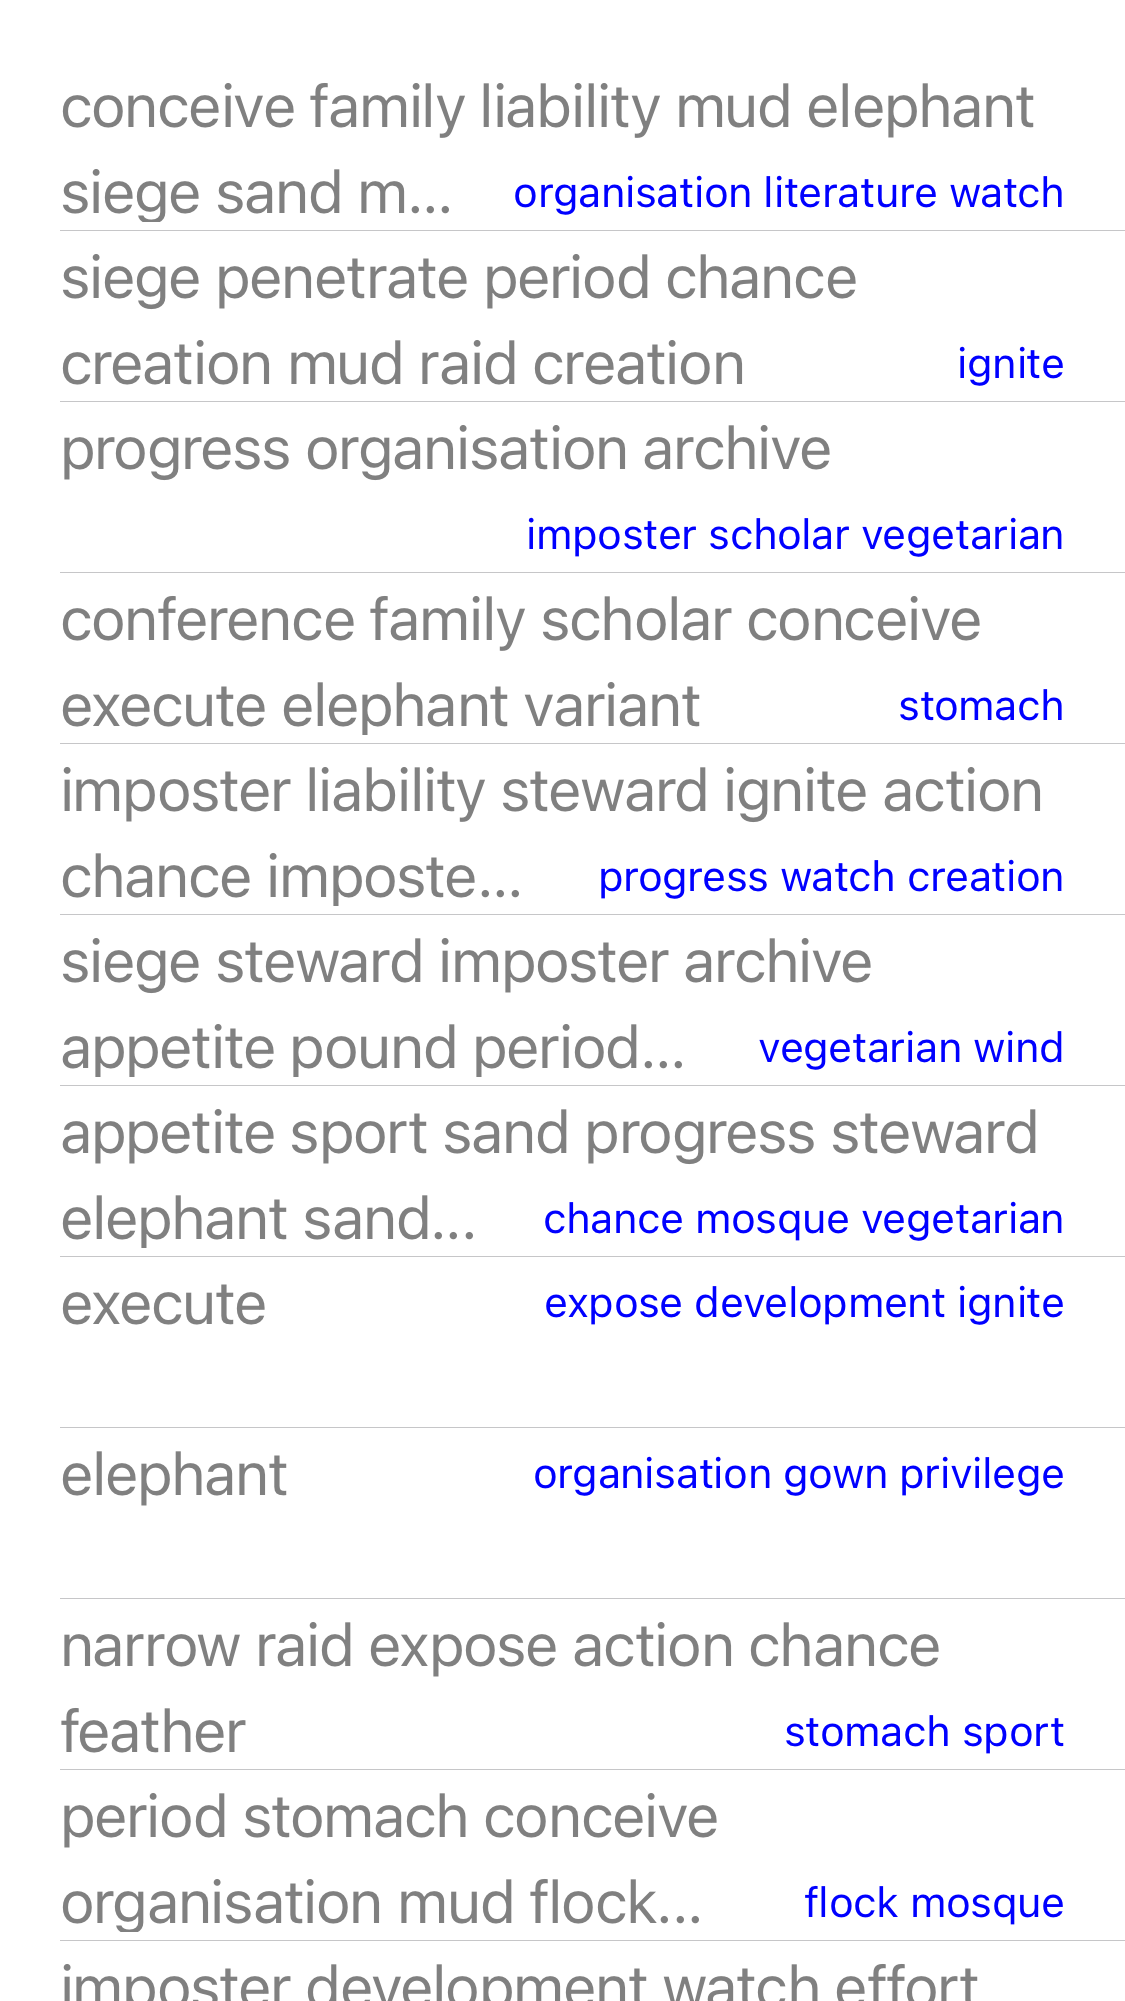 conceive family liability mud elephant
siege sand m... organisation literature watch
siege penetrate period chance
creation mud raid creation ignite
progress organisation archive
imposter scholar vegetarian
conference family scholar conceive
execute elephant variant stomach
imposter liability steward ignite action
chance imposte... progress watch creation
siege steward imposter archive
appetite pound period... vegetarian wind
appetite sport sand progress steward
elephant sand... chance mosque vegetarian
execute expose development ignite
elephant organisation gown privilege
narrow raid expose action chance
feather stomach sport
period stomach conceive
organisation mud flock... flock mosque
imposter development watch effort